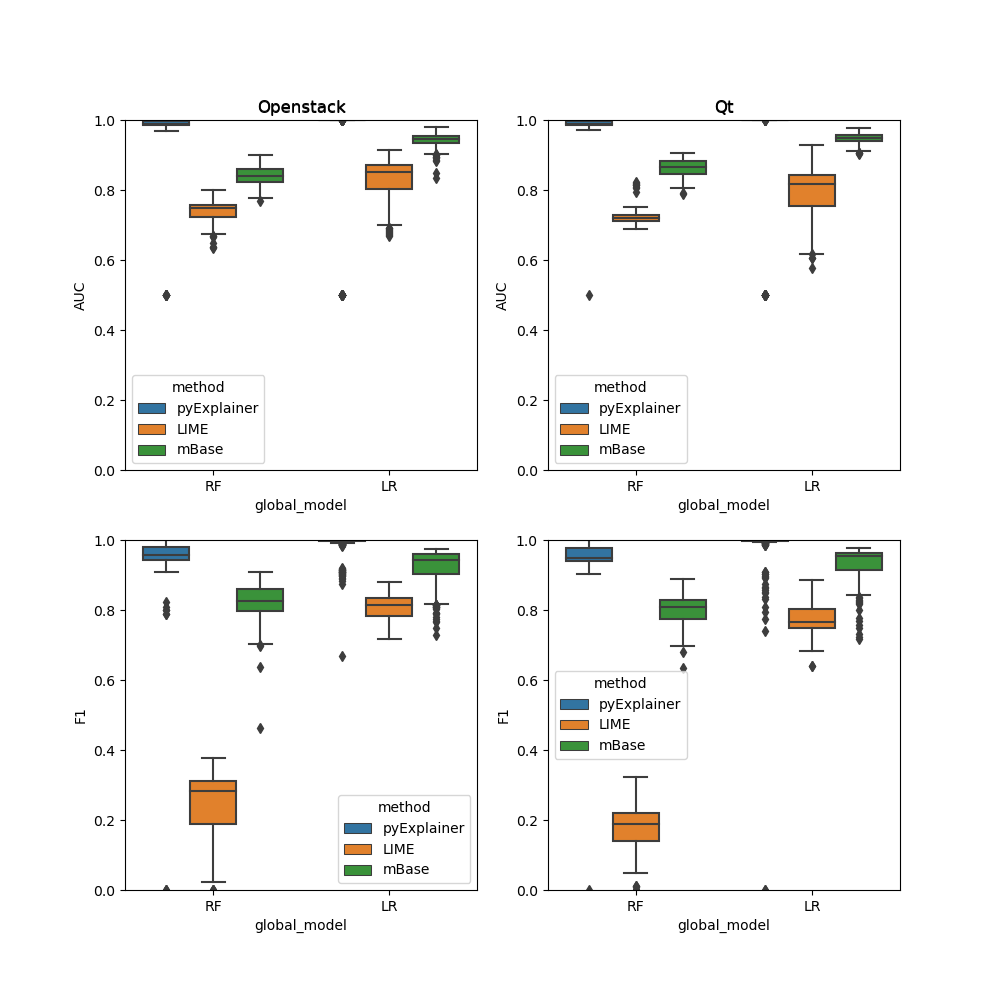 Openstack
1.0
0.8
0.6
0.4
0.2
0.0
AUC
method
pyExplainer
LIME
mBase
RF
LR
global_model
Qt
1.0
0.8
0.6
0.4
0.2
0.0
AUC
method
pyExplainer
LIME
mBase
RF
LR
global_model
1.0
0.8
0.6
0.4
0.2
0.0
F1
method
pyExplainer
LIME
mBase
RF
LR
global_model
1.0
0.8
0.6
0.4
0.2
0.0
F1
method
pyExplainer
LIME
mBase
RF
LR
global_model